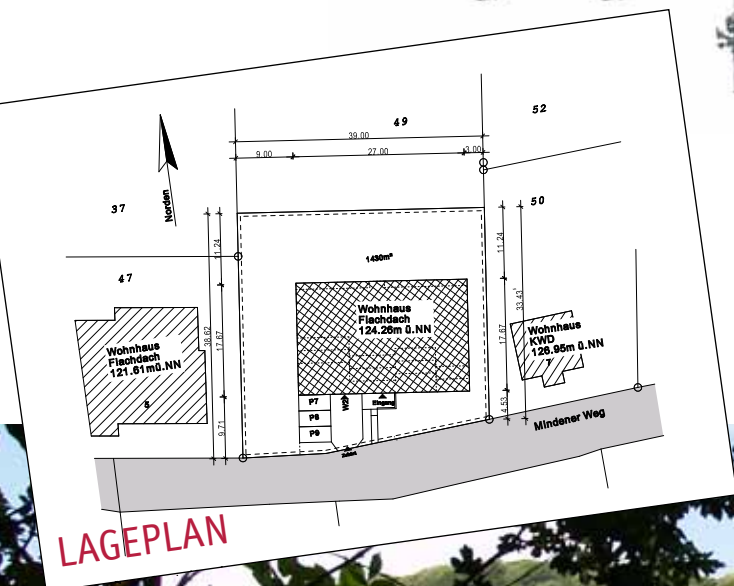 49
52
39.00
9.00
27.00
3.00
37
Norden
50
11.24
1430m²
11.24
47
Wohnhaus
Flachdach
124.26m ü.NN
33.43
Wohnhaus
Flachdach
121.61mü.NN
38.62
17.67
17.67
Wohnhaus
KWD
126.95m ü.NN
P7
P8
P9
Eingang
9.71
4.53
Mindener Weg
LAGEPLAN